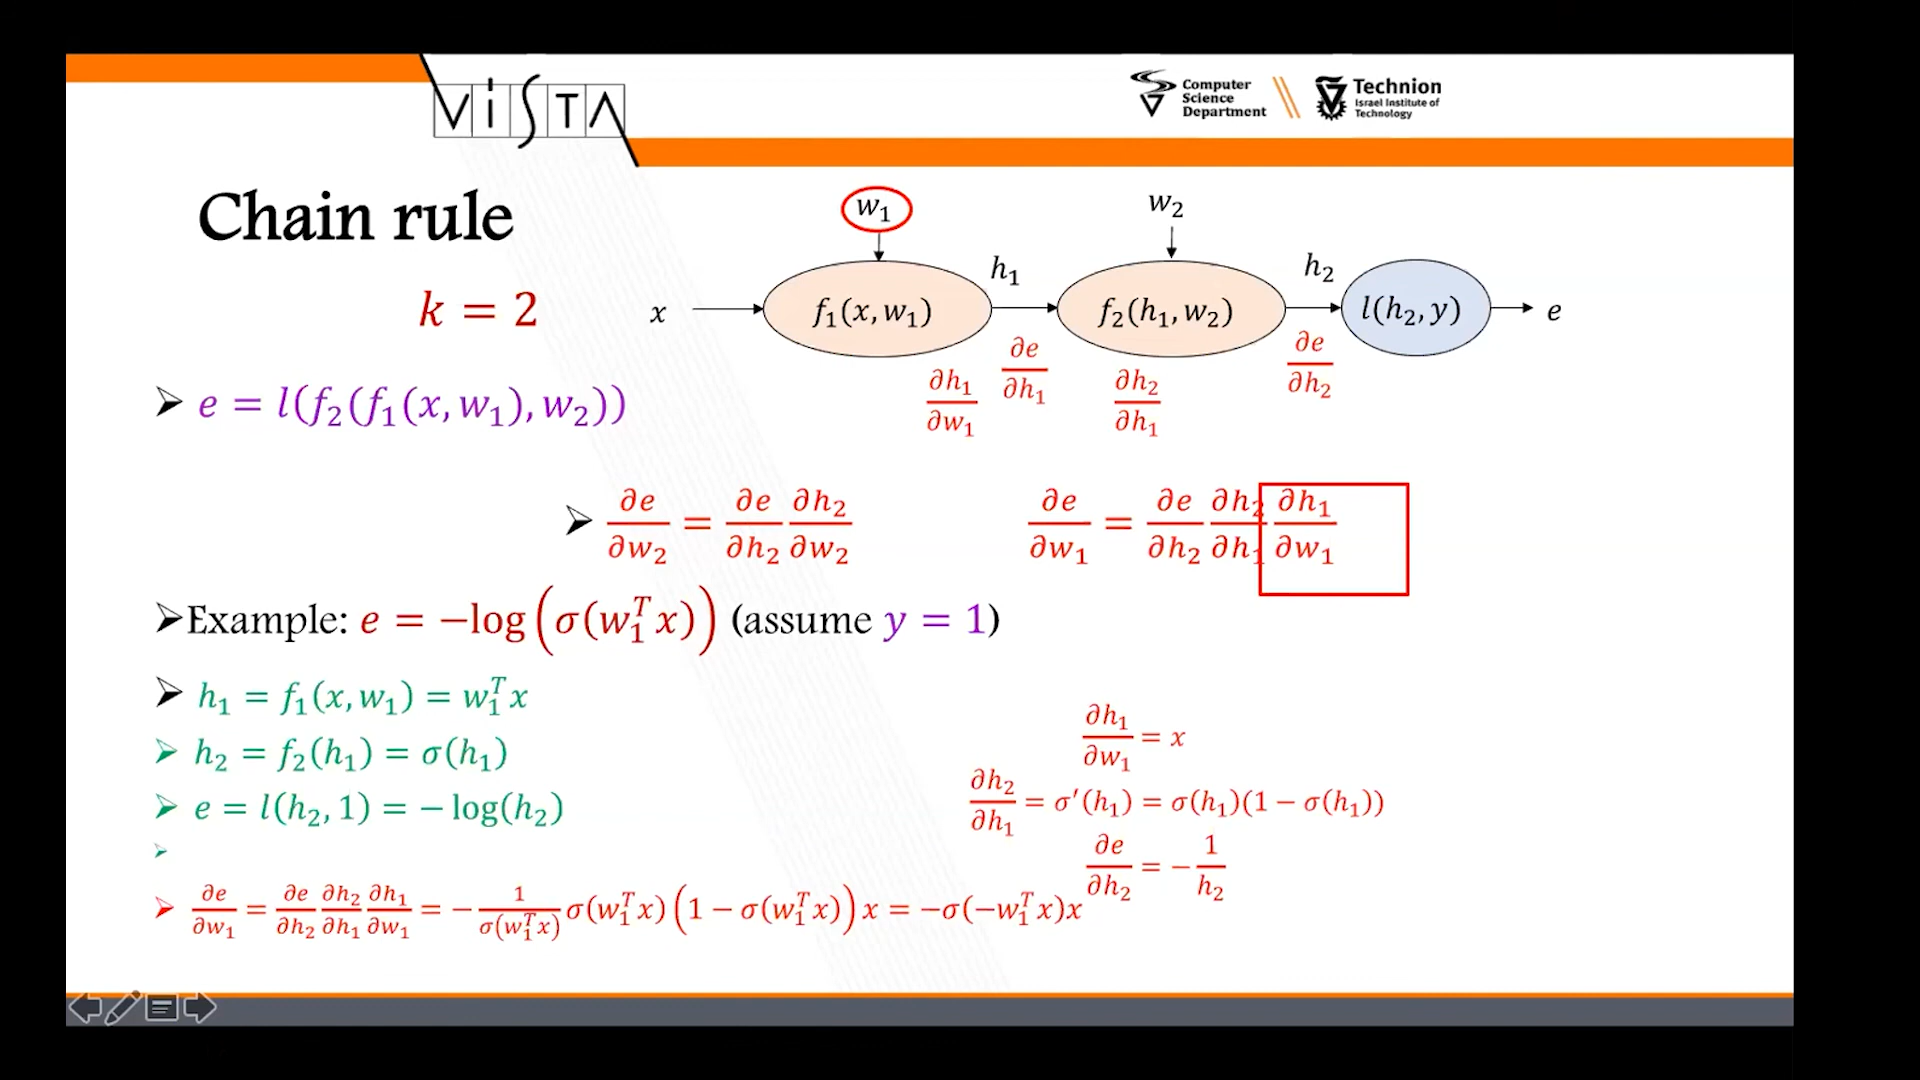 VISTA
Computer
Science
Department
Technion
Israel Institute of
Technology
Chain rule
k = 2
w₁ w₂
x f₁(x, w₁) h₁ f₂(h₁, w₂) h₂ l(h₂, y) e
∂h₁/∂w₁ ∂e/∂h₁ ∂h₂/∂h₁ ∂e/∂h₂
➢ e = l(f₂(f₁(x, w₁), w₂))
➢ ∂e/∂w₂ = ∂e/∂h₂ ∂h₂/∂w₂ ∂e/∂w₁ = ∂e/∂h₂ ∂h₂/∂h₁ ∂h₁/∂w₁
➢ Example: e = −log(σ(w₁ᵀx)) (assume y = 1)
➢ h₁ = f₁(x, w₁) = w₁ᵀx
➢ h₂ = f₂(h₁) = σ(h₁)
➢ e = l(h₂, 1) = − log(h₂)
➢
∂h₁/∂w₁ = x
∂h₂/∂h₁ = σ′(h₁) = σ(h₁)(1 − σ(h₁))
∂e/∂h₂ = − 1/h₂
➢ ∂e/∂w₁ = ∂e/∂h₂ ∂h₂/∂h₁ ∂h₁/∂w₁ = − 1/σ(w₁ᵀx) σ(w₁ᵀx)(1 − σ(w₁ᵀx))x = −σ(−w₁ᵀx)x